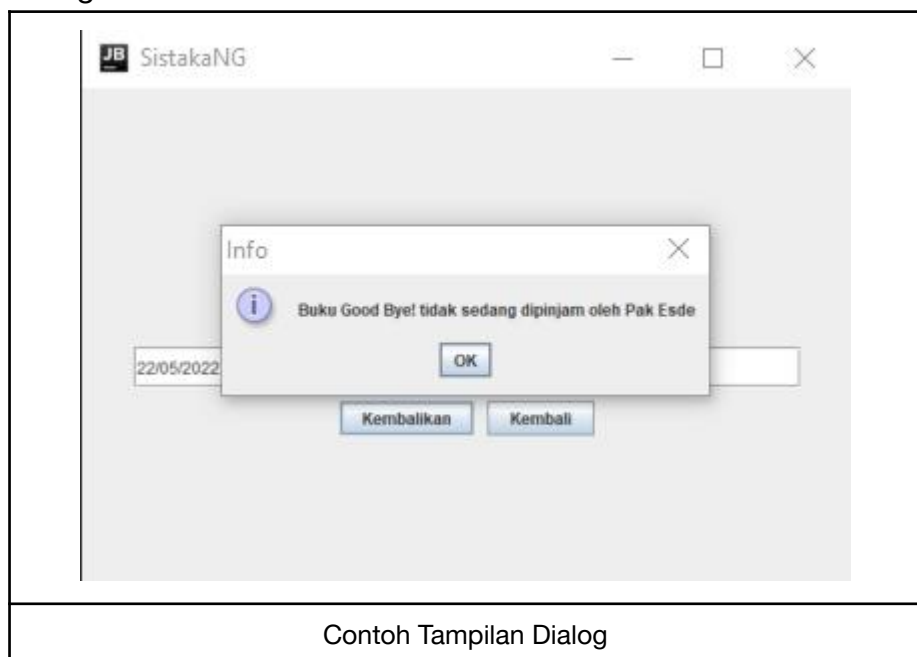 JB SistakaNG
Info
i
Buku Good Bye! tidak sedang dipinjam oleh Pak Esde
OK
22/05/2022
Kembalikan Kembali
Contoh Tampilan Dialog